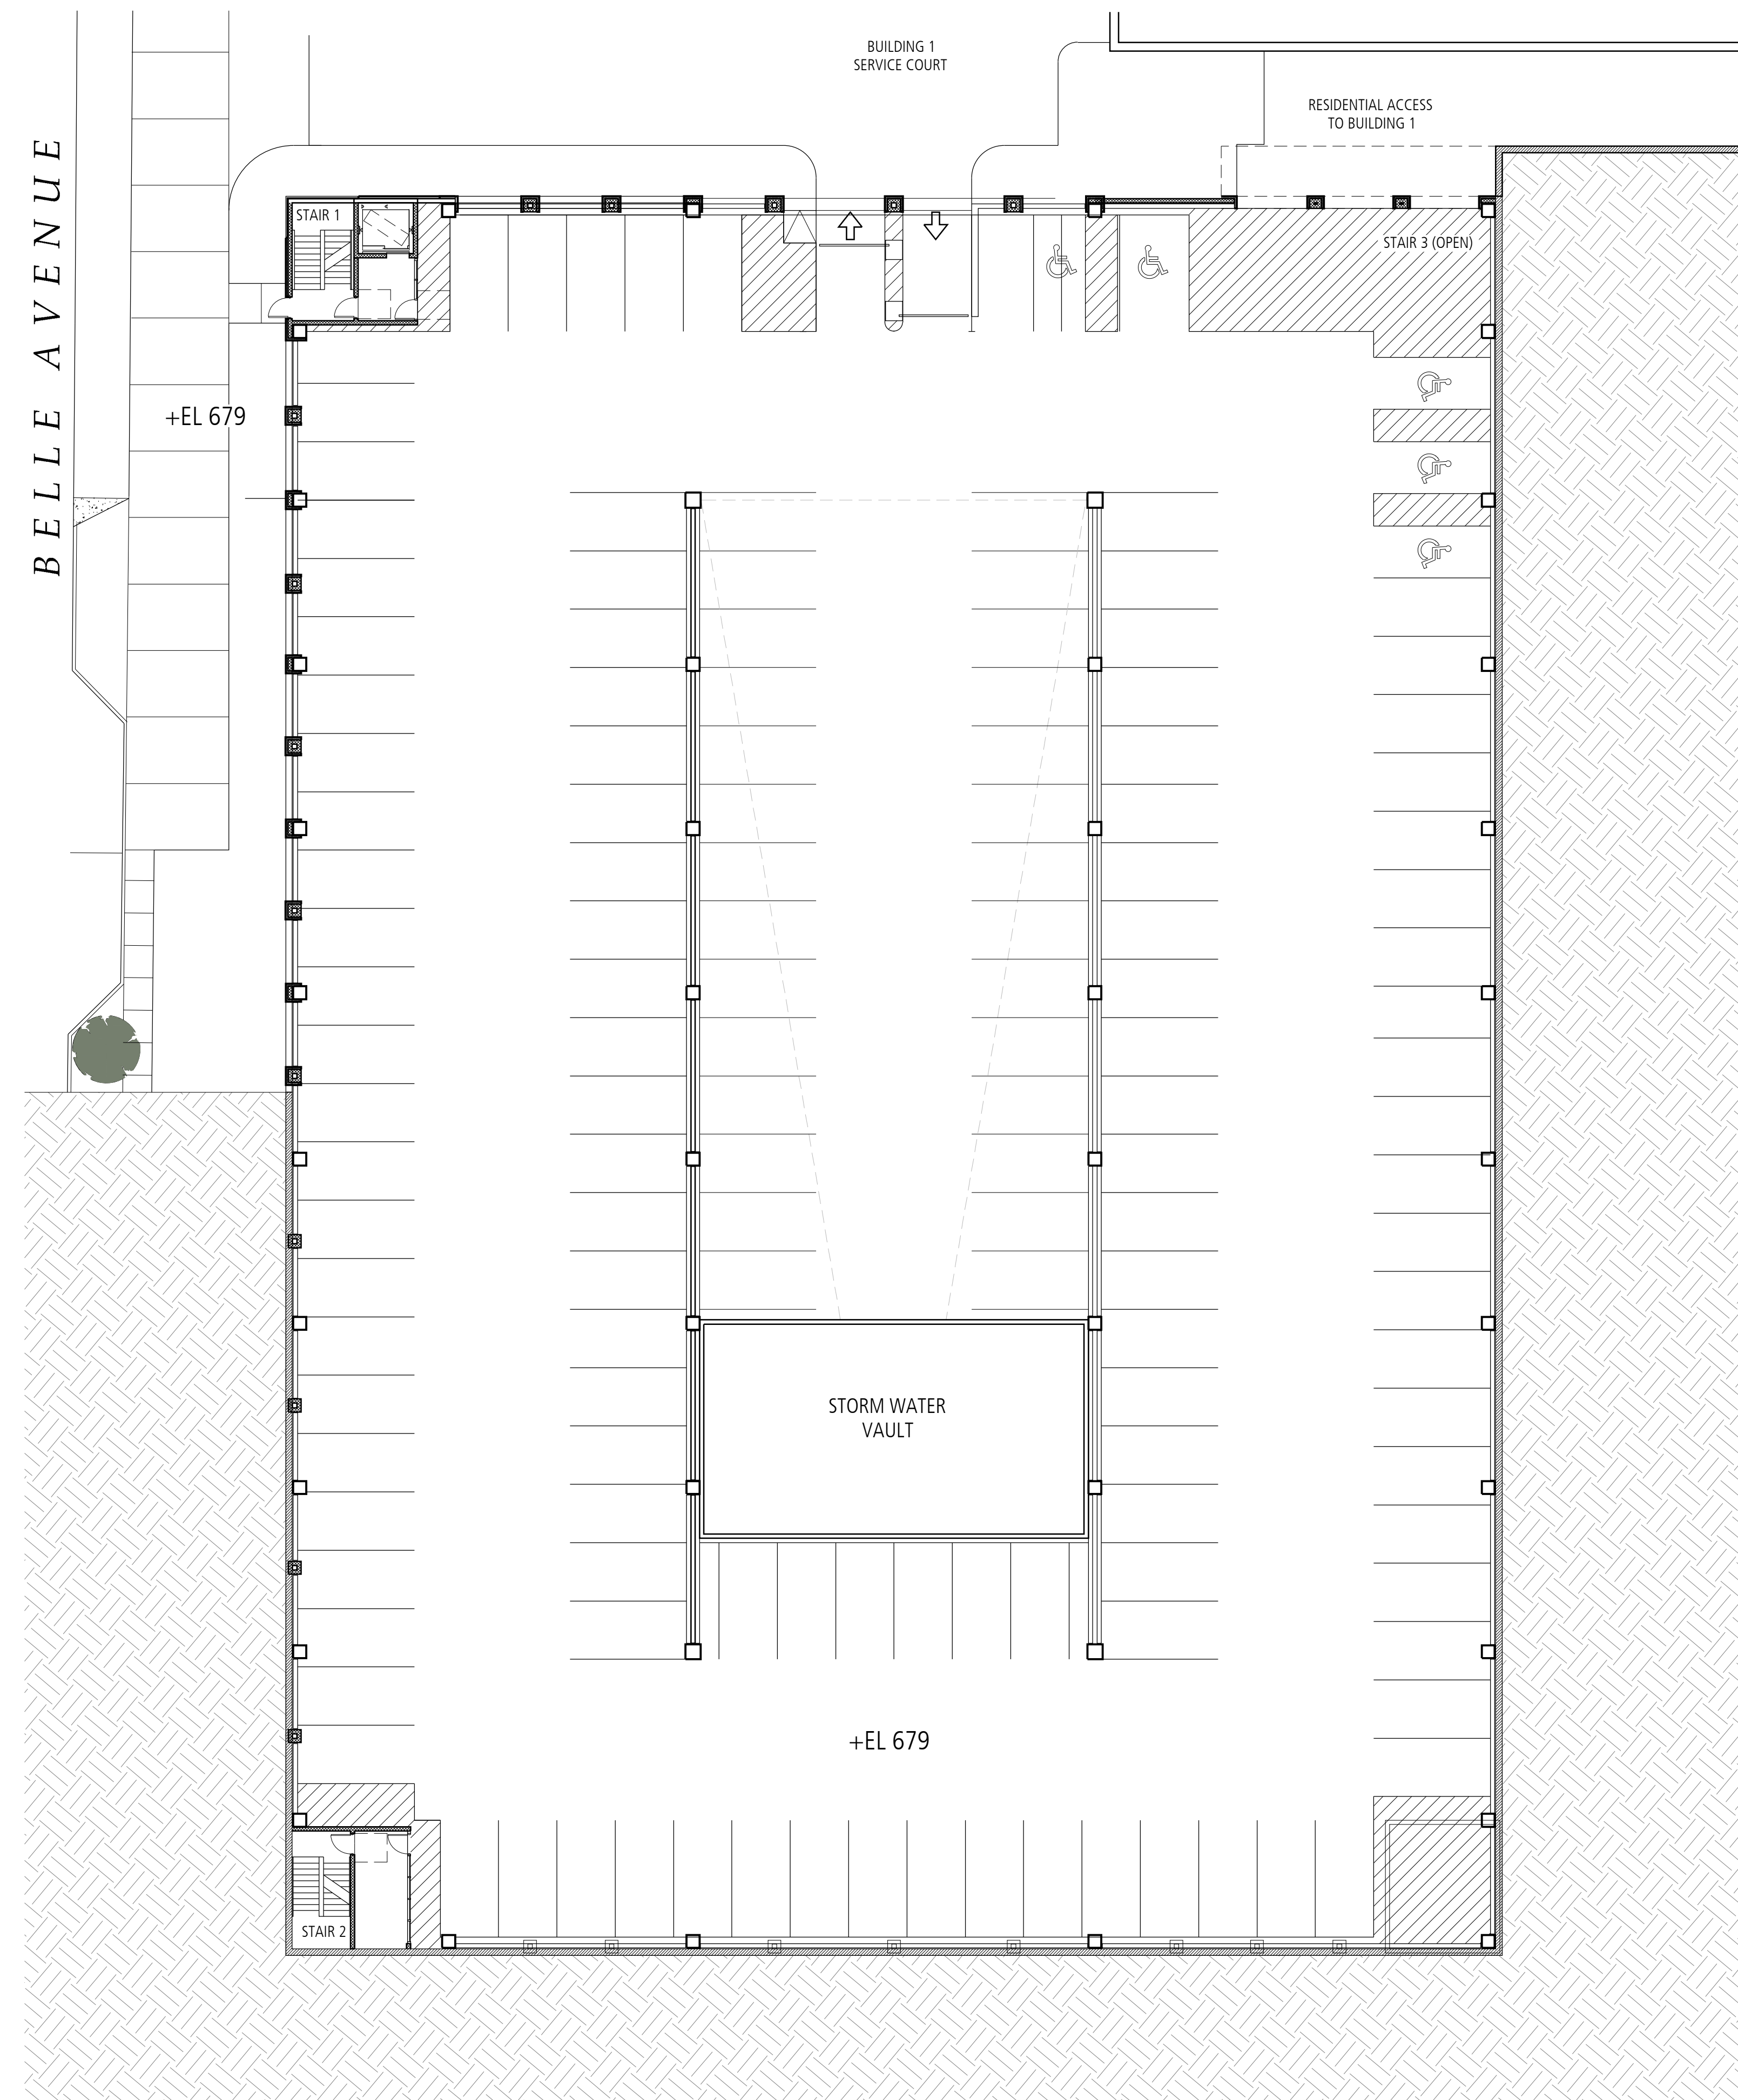 BUILDING 1
SERVICE COURT
RESIDENTIAL ACCESS
TO BUILDING 1
BELLE AVENUE
STAIR 1
STAIR 3 (OPEN)
+EL 679
STORM WATER
VAULT
+EL 679
STAIR 2